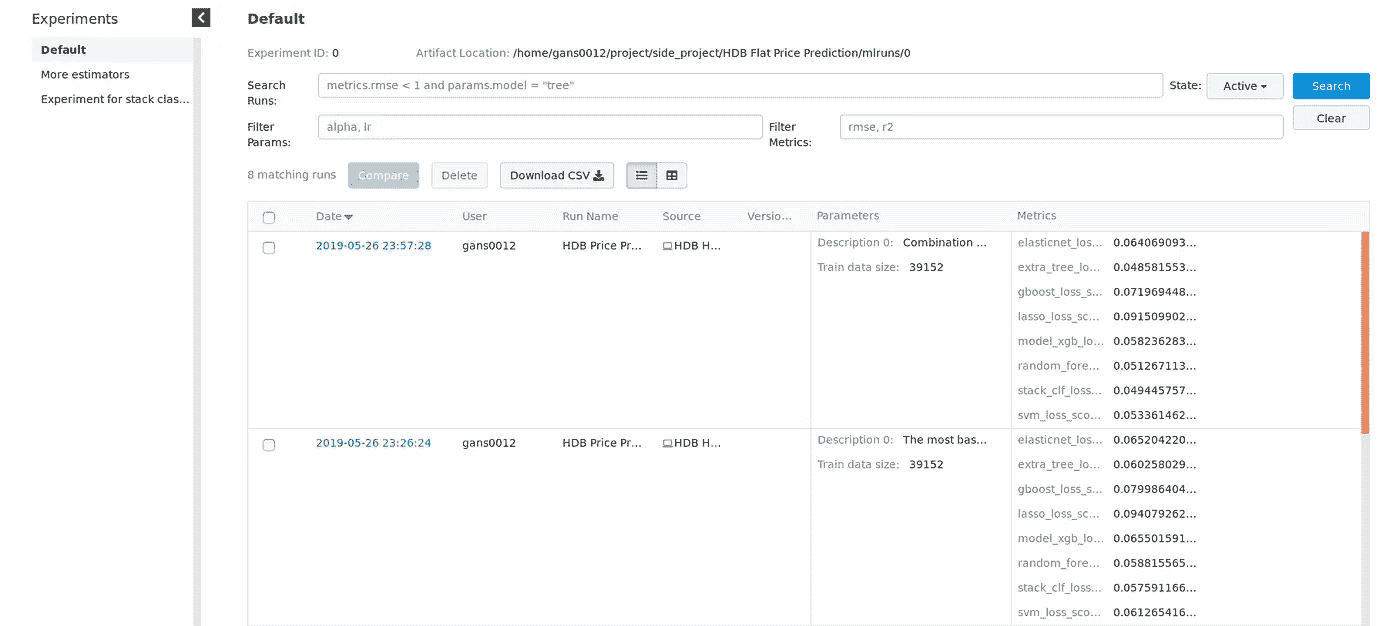 Experiments
Default
More estimators
Experiment for stack clas...
Default
Experiment ID: 0 Artifact Location: /home/gans0012/project/side_project/HDB Flat Price Prediction/mlruns/0
Search Runs: metrics.rmse < 1 and params.model = "tree" State: Active Search
Filter Params: alpha, lr Filter Metrics: rmse, r2 Clear
8 matching runs Compare Delete Download CSV
Date User Run Name Source Versio... Parameters Metrics
2019-05-26 23:57:28 gans0012 HDB Price Pr... HDB H... Description 0: Combination ... elasticnet_los... 0.064069093...
Train data size: 39152 extra_tree_lo... 0.048581553...
gboost_loss_s... 0.071969448...
lasso_loss_sc... 0.091509902...
model_xgb_lo... 0.058236283...
random_fore... 0.051267113...
stack_clf_loss... 0.049445757...
svm_loss_sco... 0.053361462...
2019-05-26 23:26:24 gans0012 HDB Price Pr... HDB H... Description 0: The most bas... elasticnet_los... 0.065204220...
Train data size: 39152 extra_tree_lo... 0.060258029...
gboost_loss_s... 0.079986404...
lasso_loss_sc... 0.094079262...
model_xgb_lo... 0.065501591...
random_fore... 0.058815565...
stack_clf_loss... 0.057591166...
svm_loss_sco... 0.061265416...